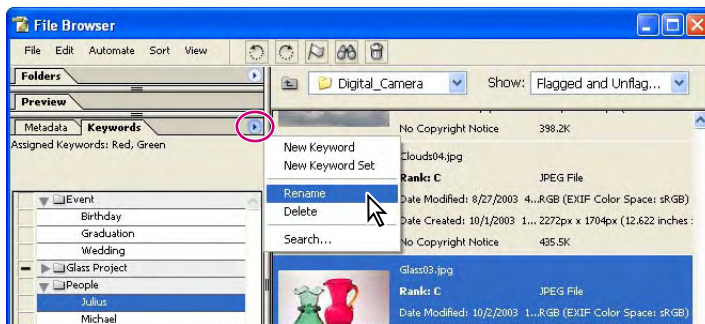 File Browser
File Edit Automate Sort View
Folders
Digital_Camera Show: Flagged and Unflag...
Preview
Metadata Keywords
Assigned Keywords: Red, Green
Event
Birthday
Graduation
Wedding
Glass Project
People
Julius
Michael
New Keyword
New Keyword Set
Rename
Delete
Search...
No Copyright Notice 398.2K
Clouds04.jpg
Rank: C JPEG File
Date Modified: 8/27/2003 4...RGB (EXIF Color Space: sRGB)
Date Created: 10/1/2003 1... 2272px x 1704px (12.622 inches :
No Copyright Notice 435.5K
Glass03.jpg
Rank: C JPEG File
Date Modified: 10/2/2003 1...RGB (EXIF Color Space: sRGB)